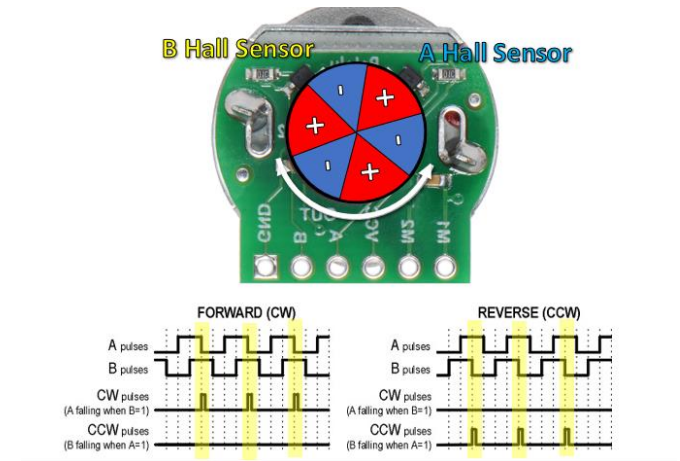 B Hall Sensor
A Hall Sensor
-
+
+
-
-
+
GND
B
A
VCC
M2
M1
FORWARD (CW)
A pulses
B pulses
CW pulses
(A falling when B=1)
CCW pulses
(B falling when A=1)
REVERSE (CCW)
A pulses
B pulses
CW pulses
(A falling when B=1)
CCW pulses
(B falling when A=1)